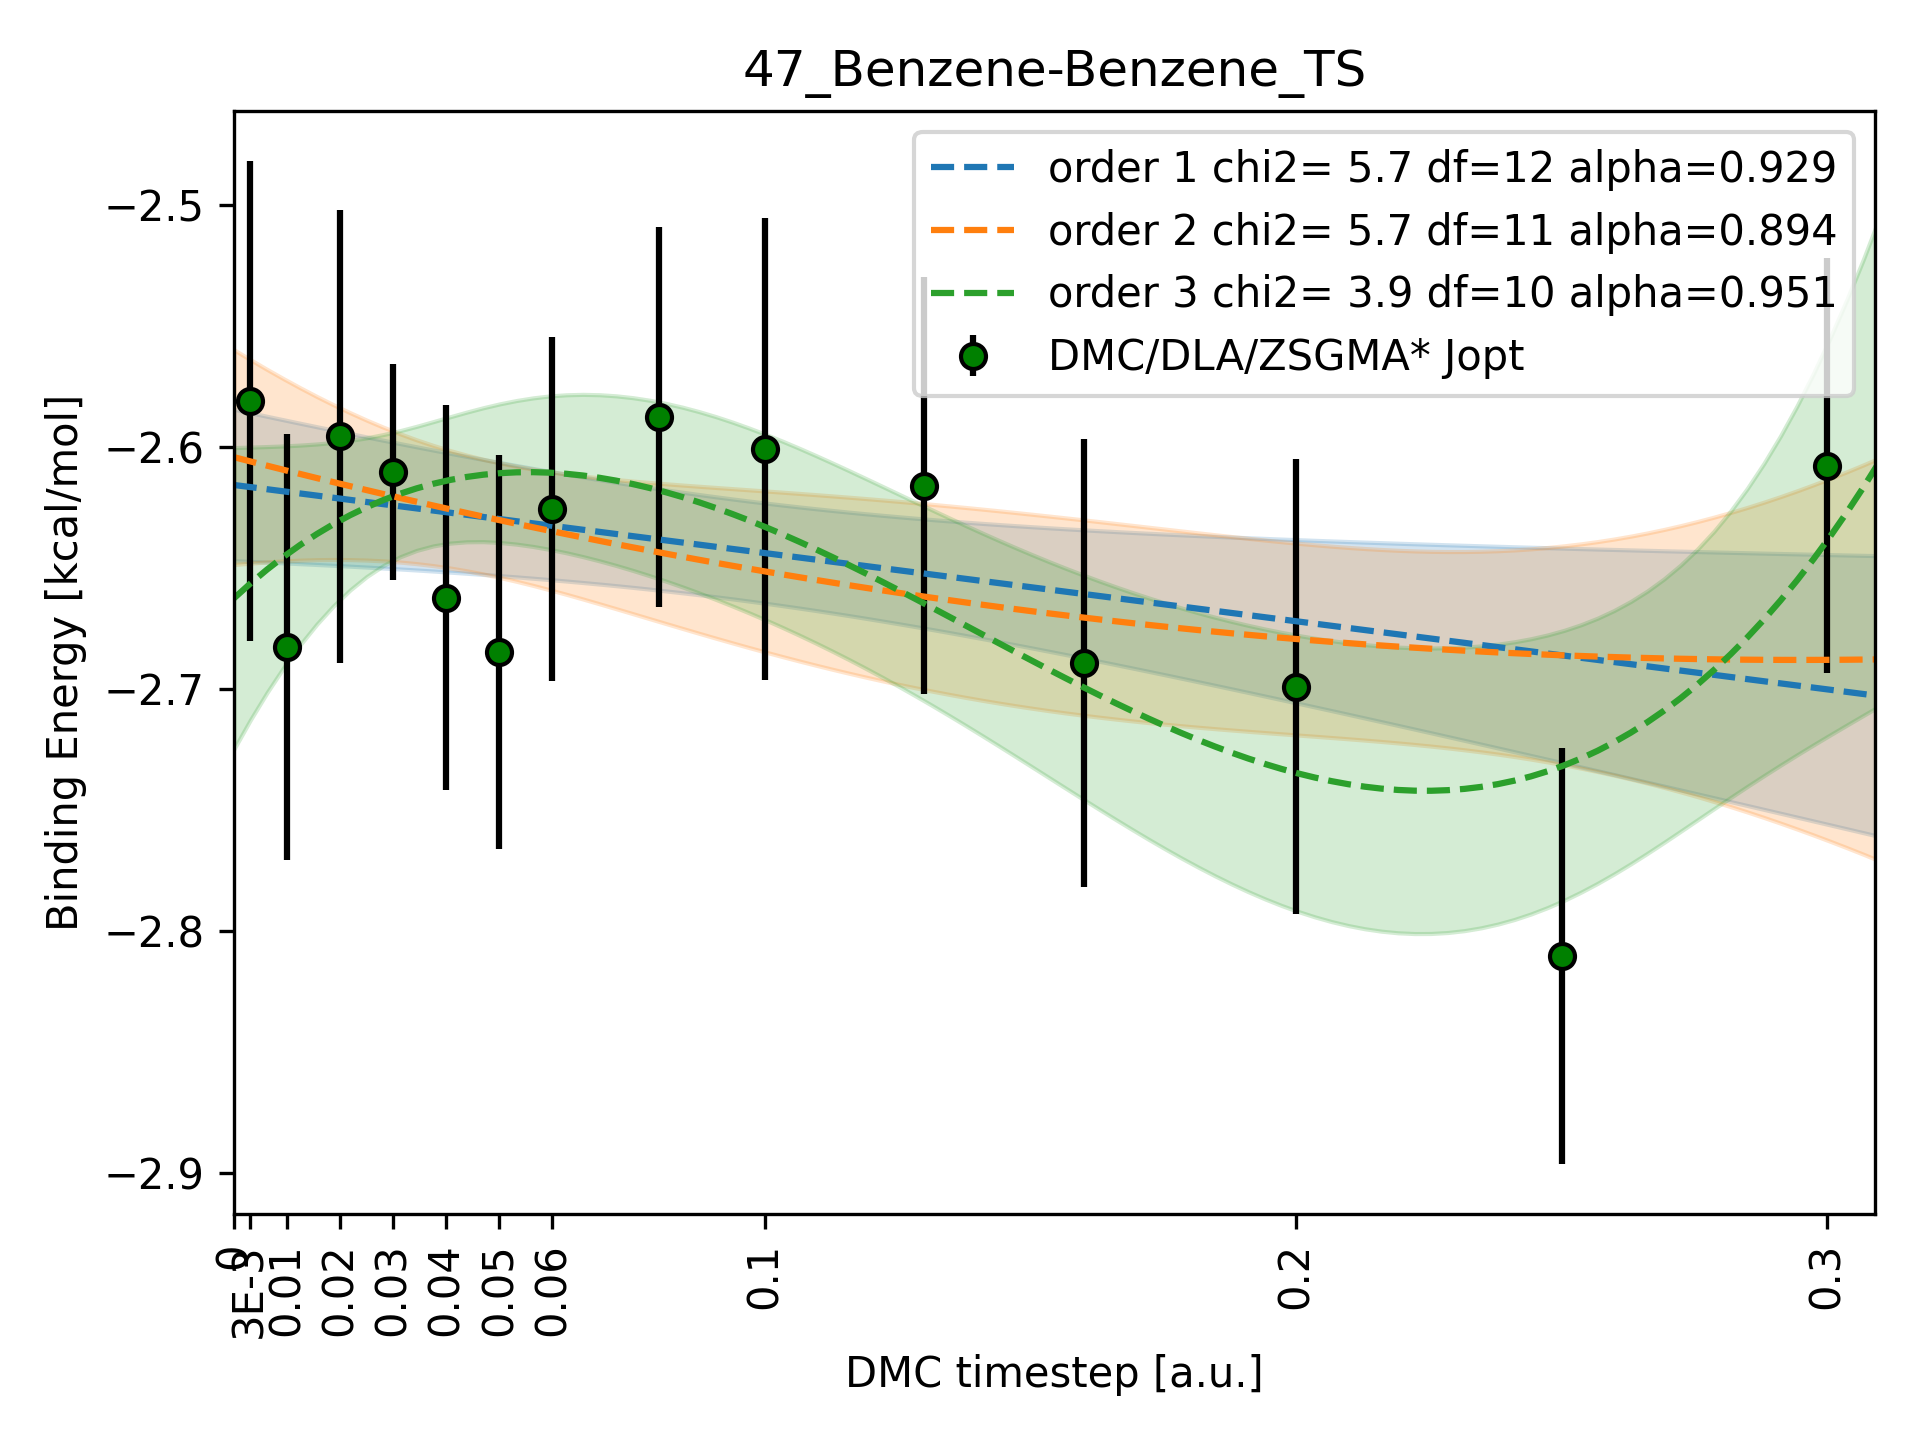 47_Benzene-Benzene_TS
order 1 chi2= 5.7 df=12 alpha=0.929
order 2 chi2= 5.7 df=11 alpha=0.894
order 3 chi2= 3.9 df=10 alpha=0.951
DMC/DLA/ZSGMA* Jopt
Binding Energy [kcal/mol]
−2.5
−2.6
−2.7
−2.8
−2.9
0
3E-3
0.01
0.02
0.03
0.04
0.05
0.06
0.1
0.2
0.3
DMC timestep [a.u.]